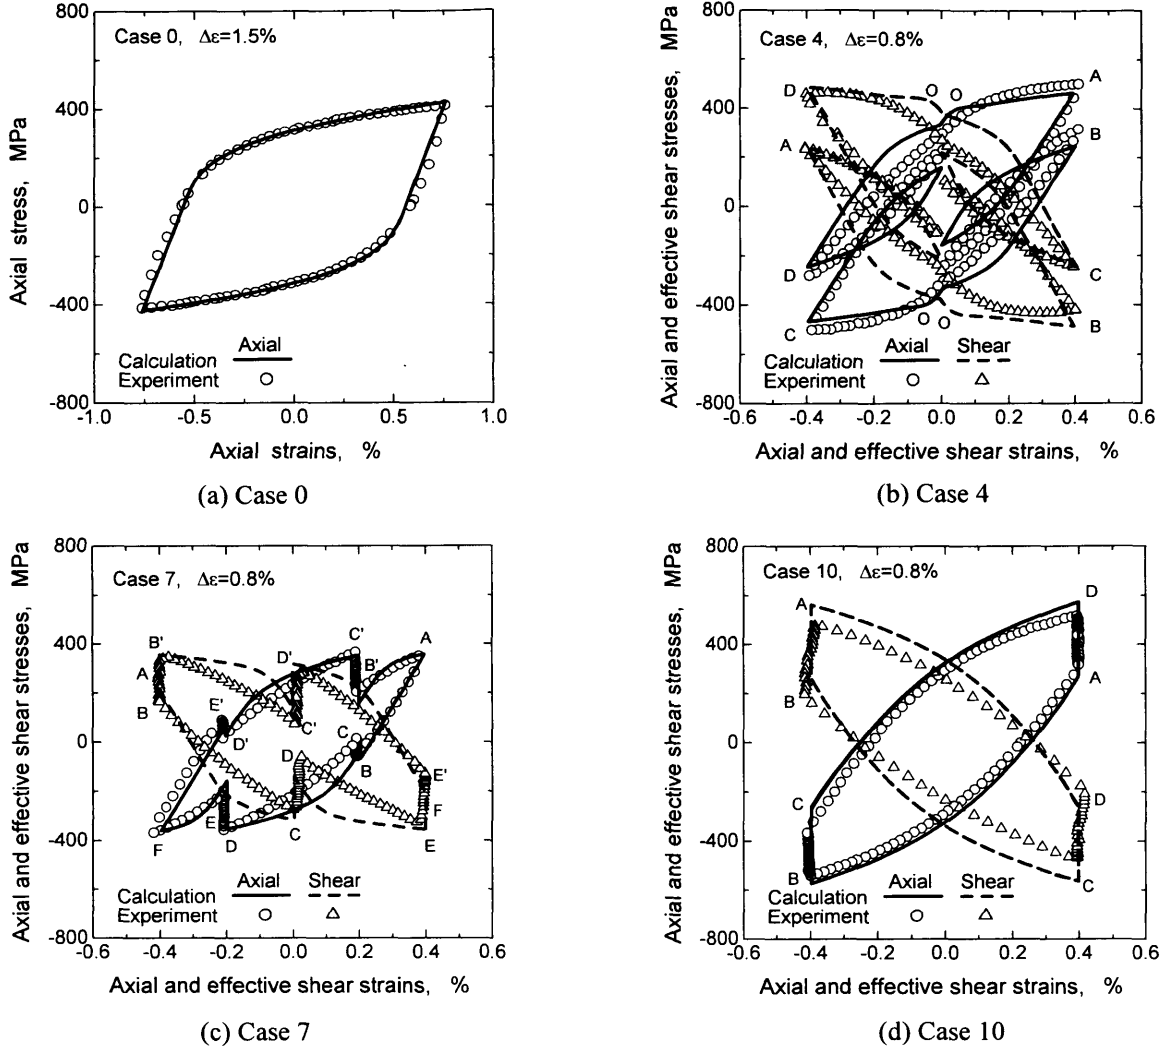 800
400
0
-400
-800
Axial stress, MPa
Case 0, Δε=1.5%
Axial
Calculation
Experiment
-1.0 -0.5 0.0 0.5 1.0
Axial strains, %
(a) Case 0
800
400
0
-400
-800
Axial and effective shear stresses, MPa
Case 4, Δε=0.8%
D
A
D
C
O O
O O
A
B
C
B
Axial Shear
Calculation
Experiment
-0.6 -0.4 -0.2 0.0 0.2 0.4 0.6
Axial and effective shear strains, %
(b) Case 4
800
400
0
-400
-800
Axial and effective shear stresses, MPa
Case 7, Δε=0.8%
B'
A
B
E'
D'
D'
C'
C'
B'
A
C
B
D
E'
F
E
F
E
D
C
Axial Shear
Calculation
Experiment
-0.6 -0.4 -0.2 0.0 0.2 0.4 0.6
Axial and effective shear strains, %
(c) Case 7
800
400
0
-400
-800
Axial and effective shear stresses, MPa
Case 10, Δε=0.8%
A
B
C
B
D
A
D
C
Axial Shear
Calculation
Experiment
-0.6 -0.4 -0.2 0.0 0.2 0.4 0.6
Axial and effective shear strains, %
(d) Case 10